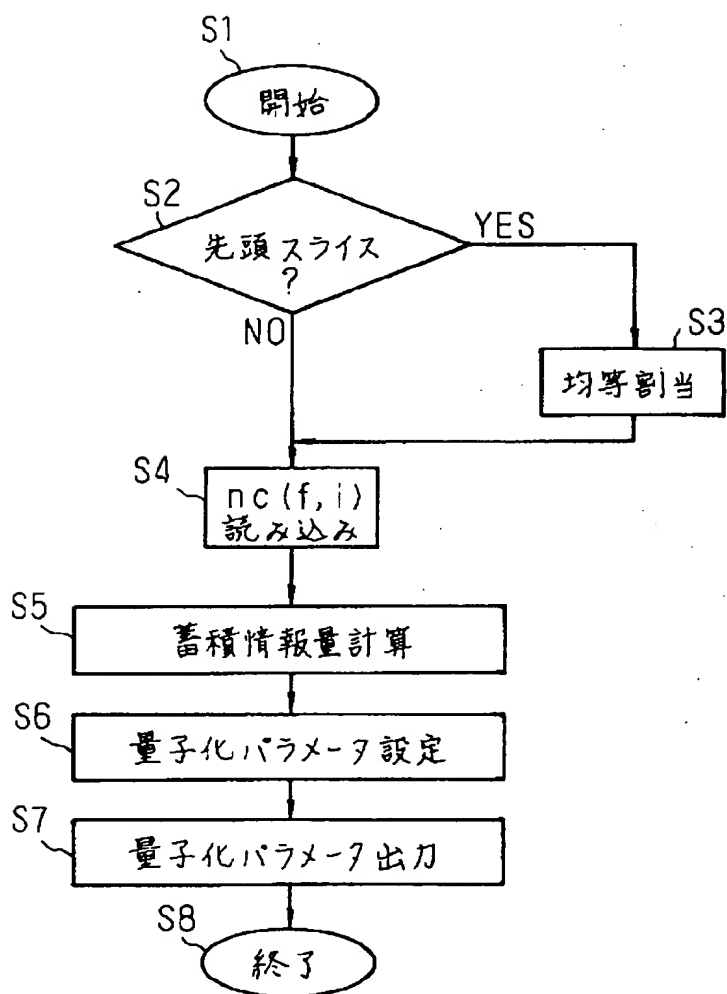 S1
開始
S2
先頭スライス
?
YES
NO
S3
均等割当
S4
nc(f,i)
読み込み
S5
蓄積情報量計算
S6
量子化パラメータ設定
S7
量子化パラメータ出力
S8
終了